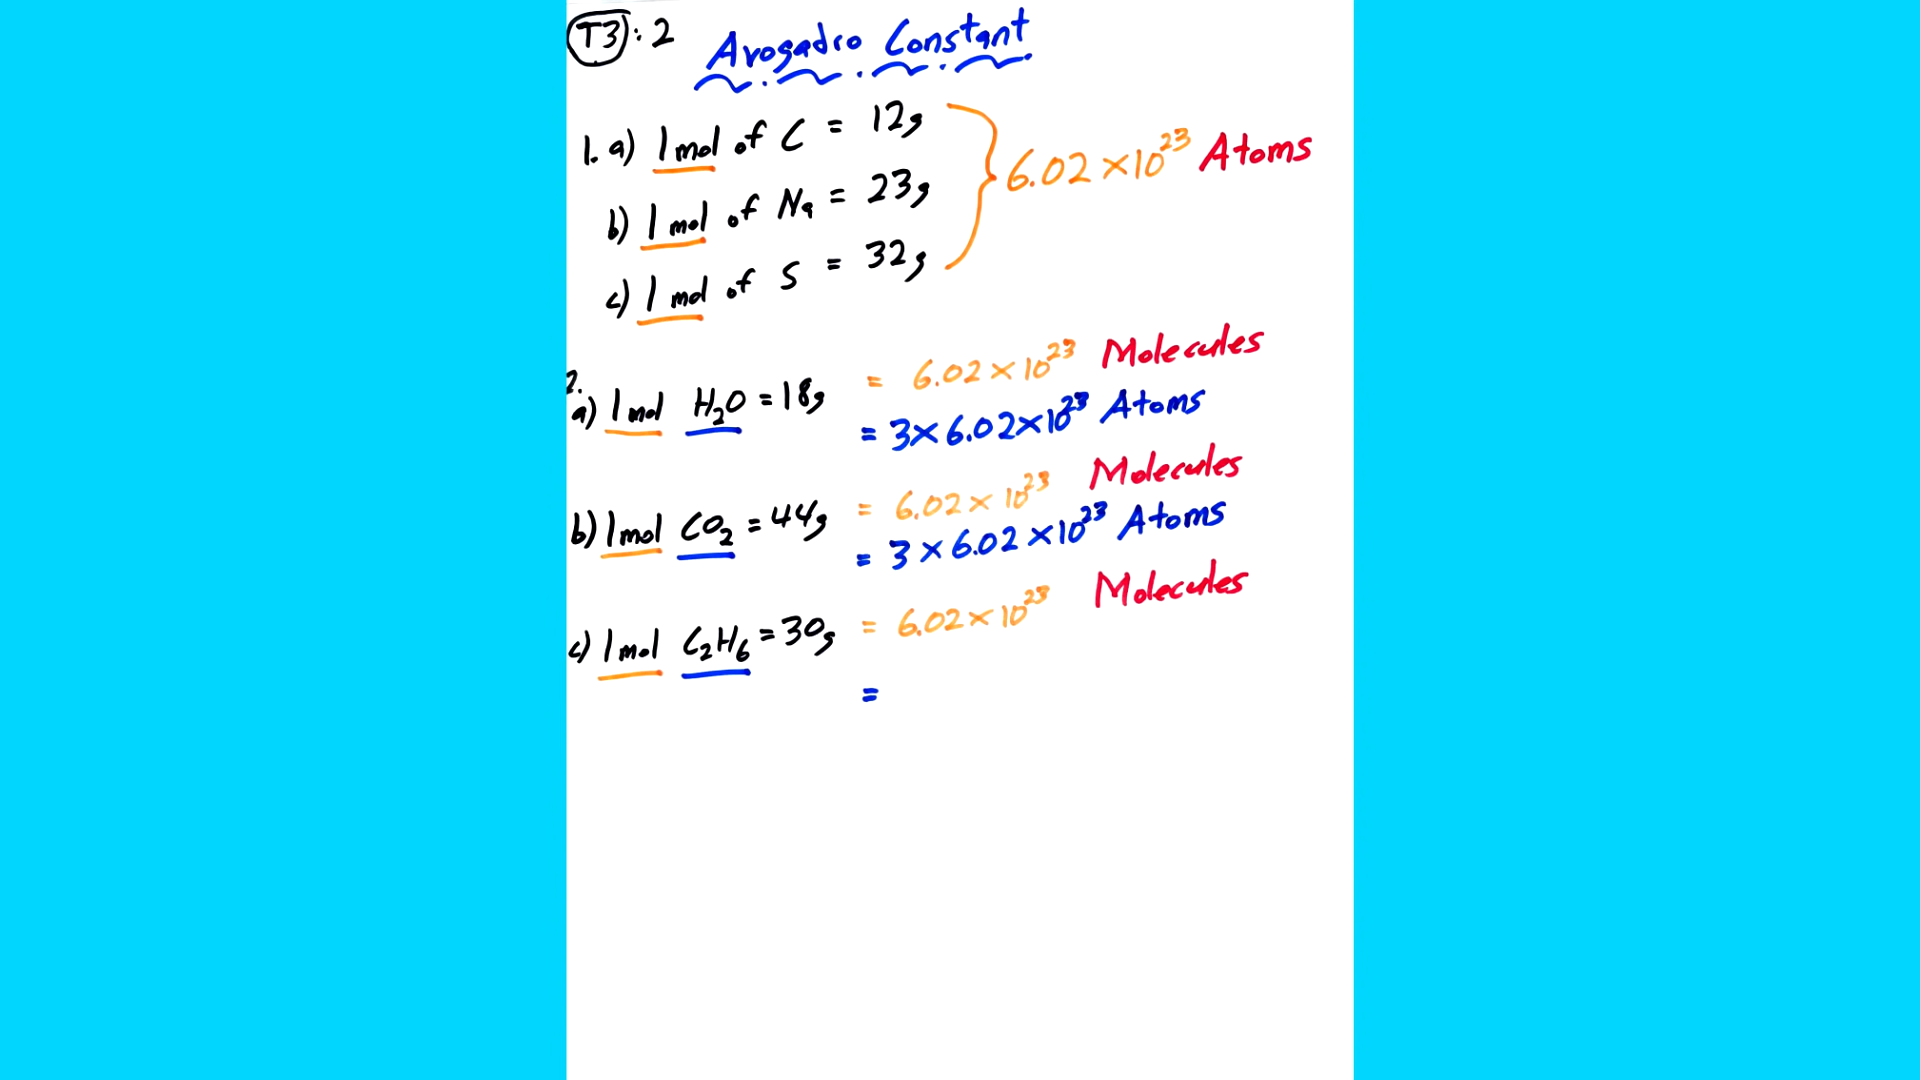 T3: 2 Avogadro Constant
1. a) 1 mol of C = 12g
6.02 × 10²³ Atoms
b) 1 mol of Na = 23g
c) 1 mol of S = 32g
2.
a) 1 mol H₂O = 18g = 6.02 × 10²³ Molecules
= 3 × 6.02 × 10²³ Atoms
b) 1 mol CO₂ = 44g = 6.02 × 10²³ Molecules
= 3 × 6.02 × 10²³ Atoms
c) 1 mol C₂H₆ = 30g = 6.02 × 10²³ Molecules
=